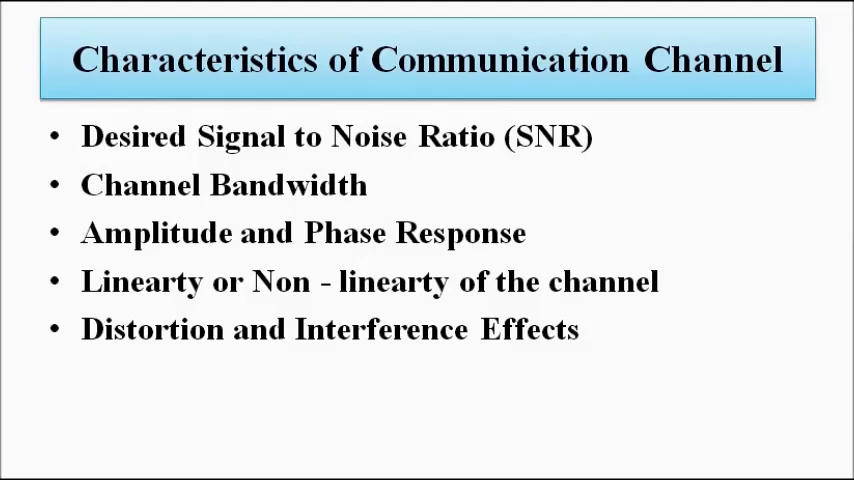 Characteristics of Communication Channel
• Desired Signal to Noise Ratio (SNR)
• Channel Bandwidth
• Amplitude and Phase Response
• Linearty or Non - linearty of the channel
• Distortion and Interference Effects